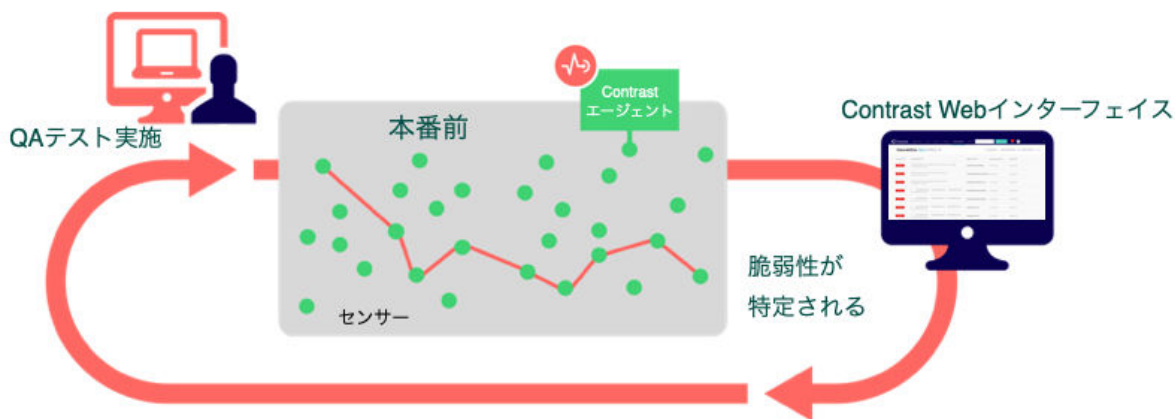 QAテスト実施
本番前
Contrast
エージェント
Contrast Webインターフェイス
センサー
脆弱性が
特定される